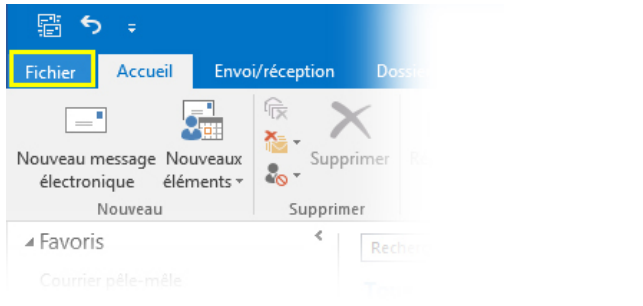 Fichier Accueil Envoi/réception
Nouveau message Nouveaux Supprimer
électronique éléments
Nouveau Supprimer
Favoris
Courrier pêle-mêle